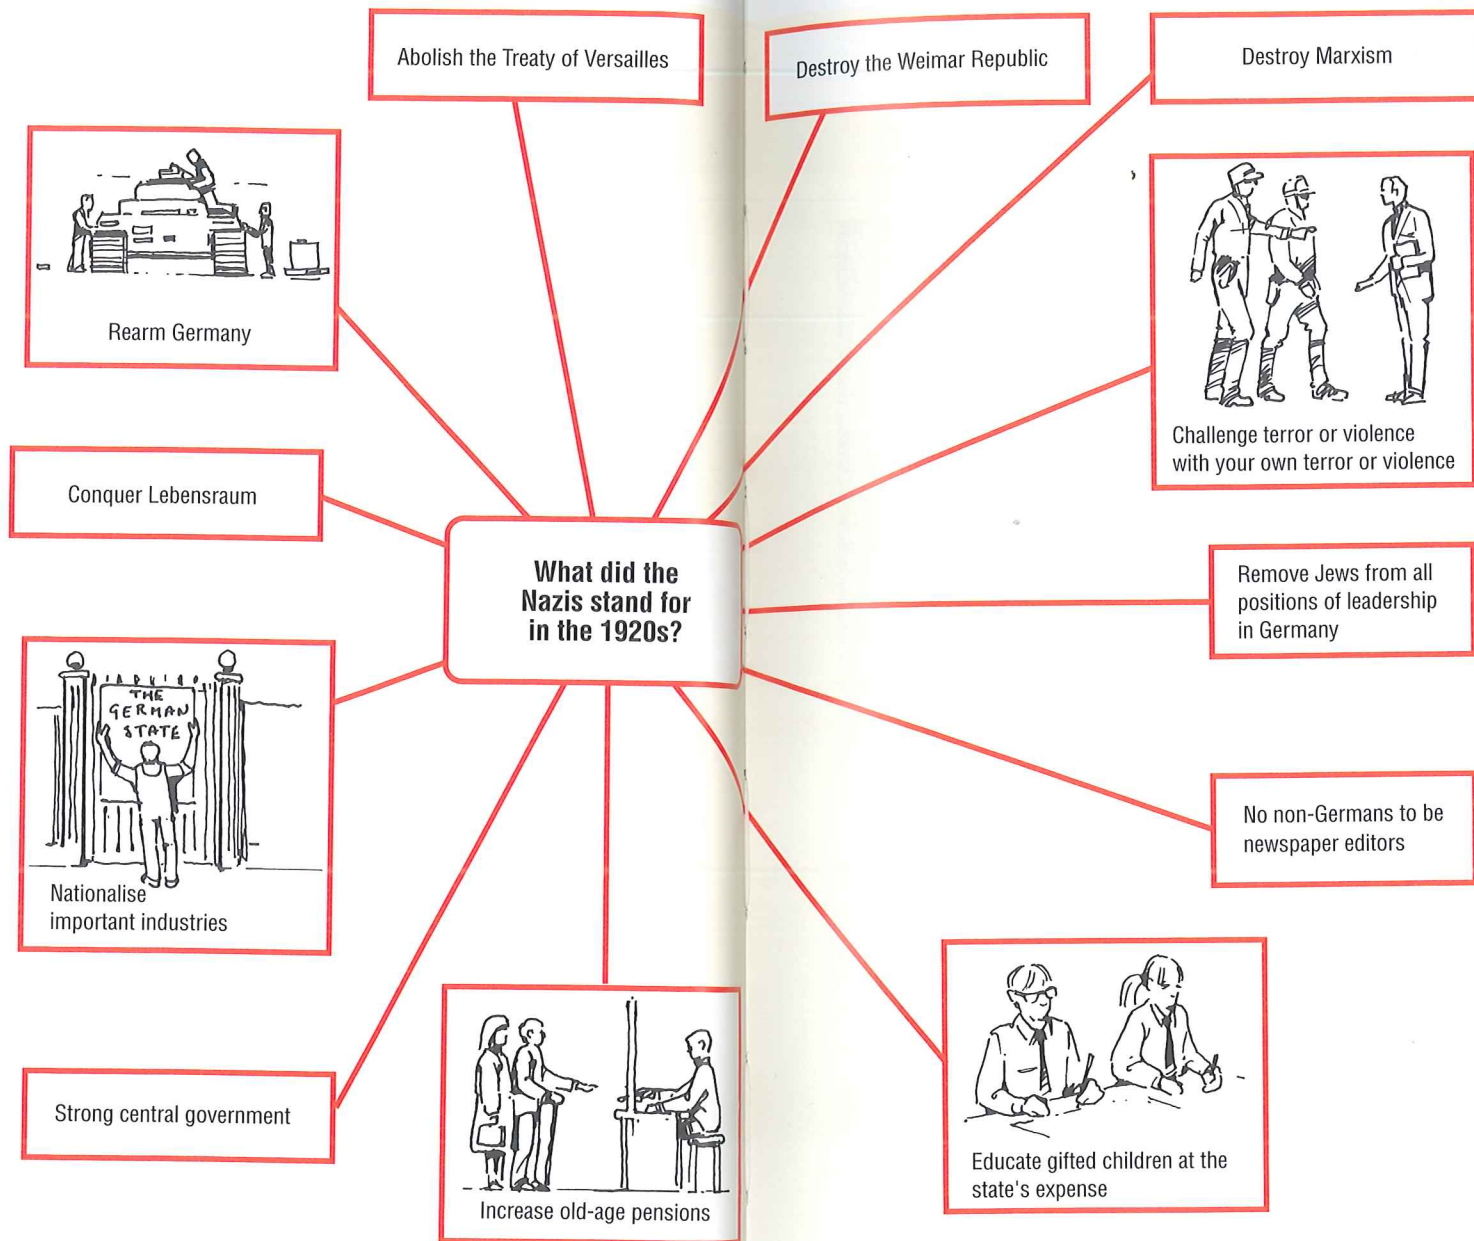 Abolish the Treaty of Versailles
Destroy the Weimar Republic
Destroy Marxism
Rearm Germany
Challenge terror or violence
with your own terror or violence
Conquer Lebensraum
What did the
Nazis stand for
in the 1920s?
Remove Jews from all
positions of leadership
in Germany
THE
GERMAN
STATE
Nationalise
important industries
No non-Germans to be
newspaper editors
Strong central government
Increase old-age pensions
Educate gifted children at the
state's expense